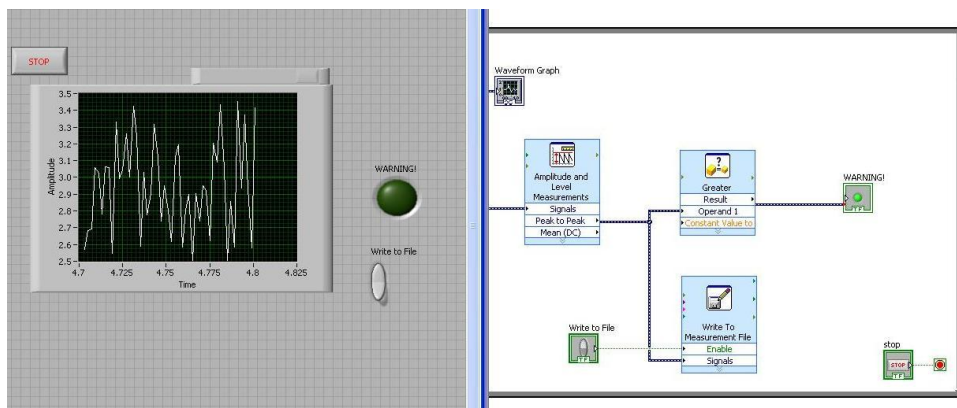 STOP
3.5
3.4
3.3
3.2
3.1
3.0
2.9
2.8
2.7
2.6
2.5
Amplitude
4.7
4.725
4.75
4.775
4.8
4.825
Time
WARNING!
Write to File
Waveform Graph
Amplitude and
Level
Measurements
Signals
Peak to Peak
Mean (DC)
?
Greater
Result
Operand 1
Constant Value to
WARNING!
TF
Write to File
TF
Write To
Measurement File
Enable
Signals
stop
STOP
TF